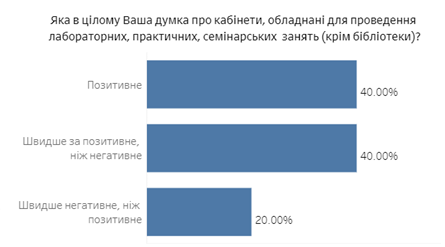 Яка в цілому Ваша думка про кабінети, обладнані для проведення
лабораторних, практичних, семінарських занять (крім бібліотеки)?
Позитивне
40.00%
Швидше за позитивне,
ніж негативне
40.00%
Швидше негативне, ніж
позитивне
20.00%